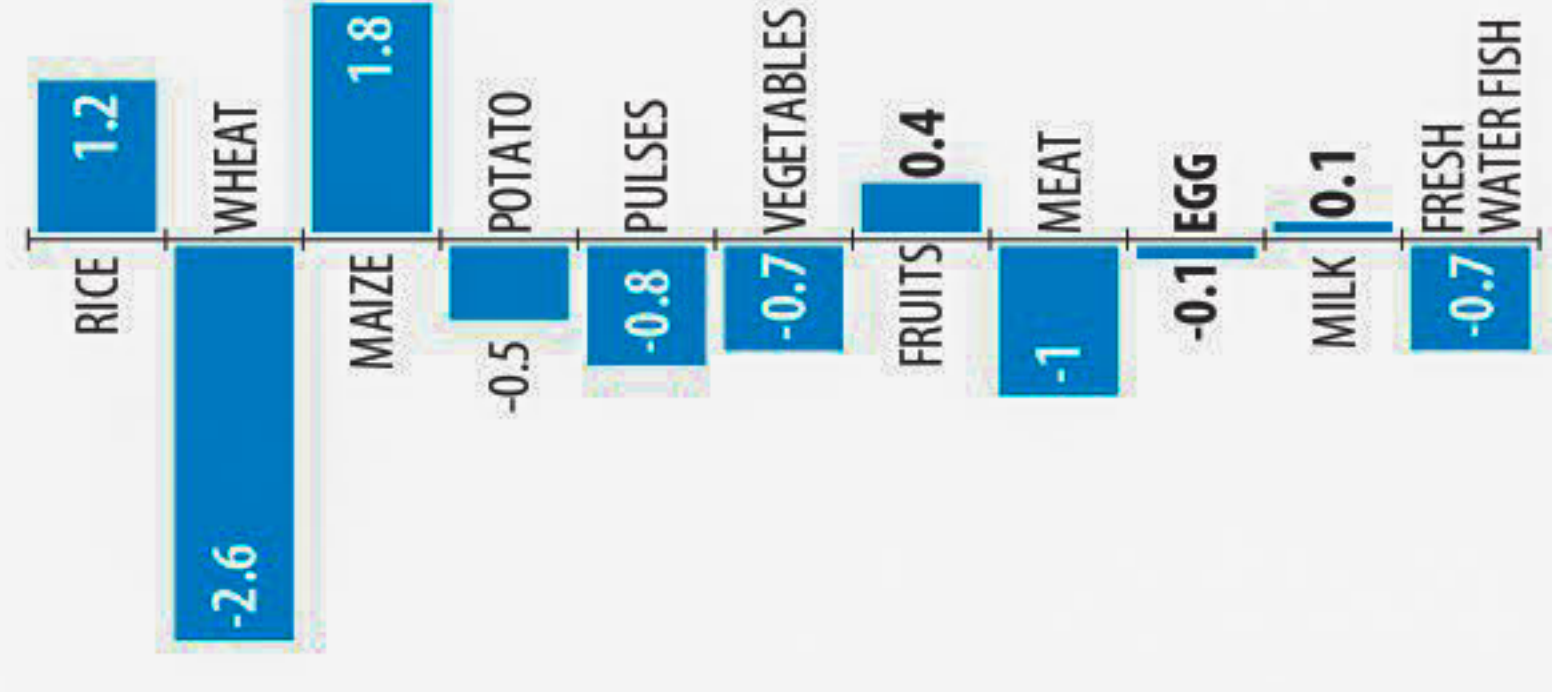 1.2
RICE
WHEAT
-2.6
1.8
MAIZE
POTATO
-0.5
PULSES
-0.8
VEGETABLES
-0.7
0.4
FRUITS
MEAT
-1
EGG
-0.1
0.1
MILK
FRESH
WATER FISH
-0.7